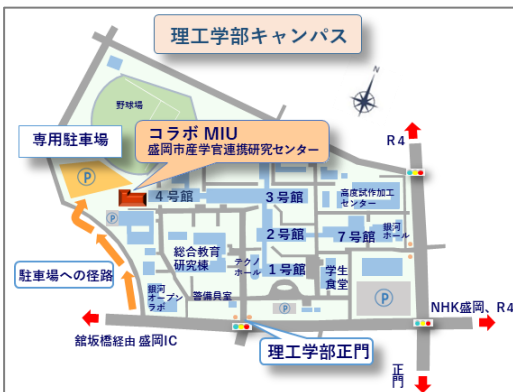 理工学部キャンパス
N
野球場
専用駐車場
コラボ MIU
盛岡市産学官連携研究センター
R4
P
4号館
3号館
高度試作加工
センター
P
2号館
7号館
銀河
ホール
総合教育
研究棟
テクノ
ホール
1号館
学生
食堂
駐車場への径路
銀河
オープン
ラボ
警備員室
P
P
NHK盛岡、R4
舘坂橋経由 盛岡IC
理工学部正門
正門